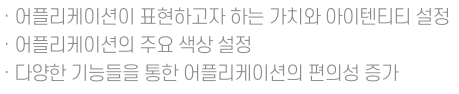 · 어플리케이션이 표현하고자 하는 가치와 아이텐티티 설정
· 어플리케이션의 주요 색상 설정
· 다양한 기능들을 통한 어플리케이션의 편의성 증가